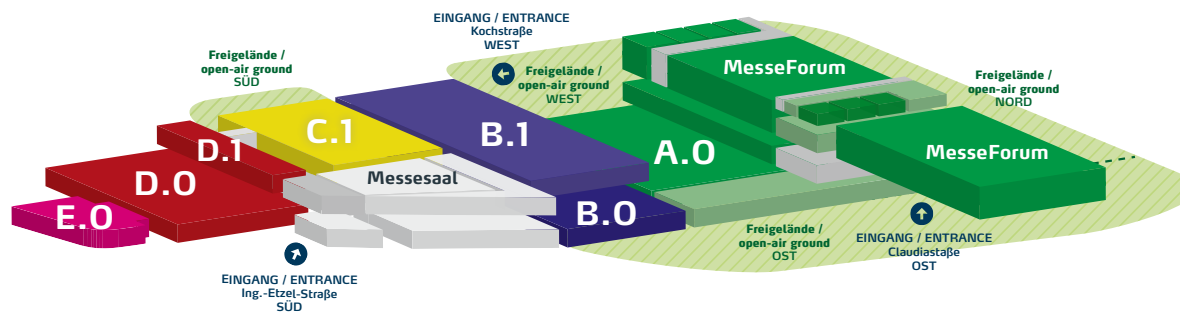 EINGANG / ENTRANCE
Kochstraße
WEST
Freigelände /
open-air ground
SÜD
Freigelände /
open-air ground
WEST
MesseForum
Freigelände /
open-air ground
NORD
C.1
B.1
D.1
A.0
MesseForum
D.0
Messesaal
E.0
B.0
Freigelände /
open-air ground
OST
EINGANG / ENTRANCE
Claudiastaße
OST
EINGANG / ENTRANCE
Ing.-Etzel-Straße
SÜD